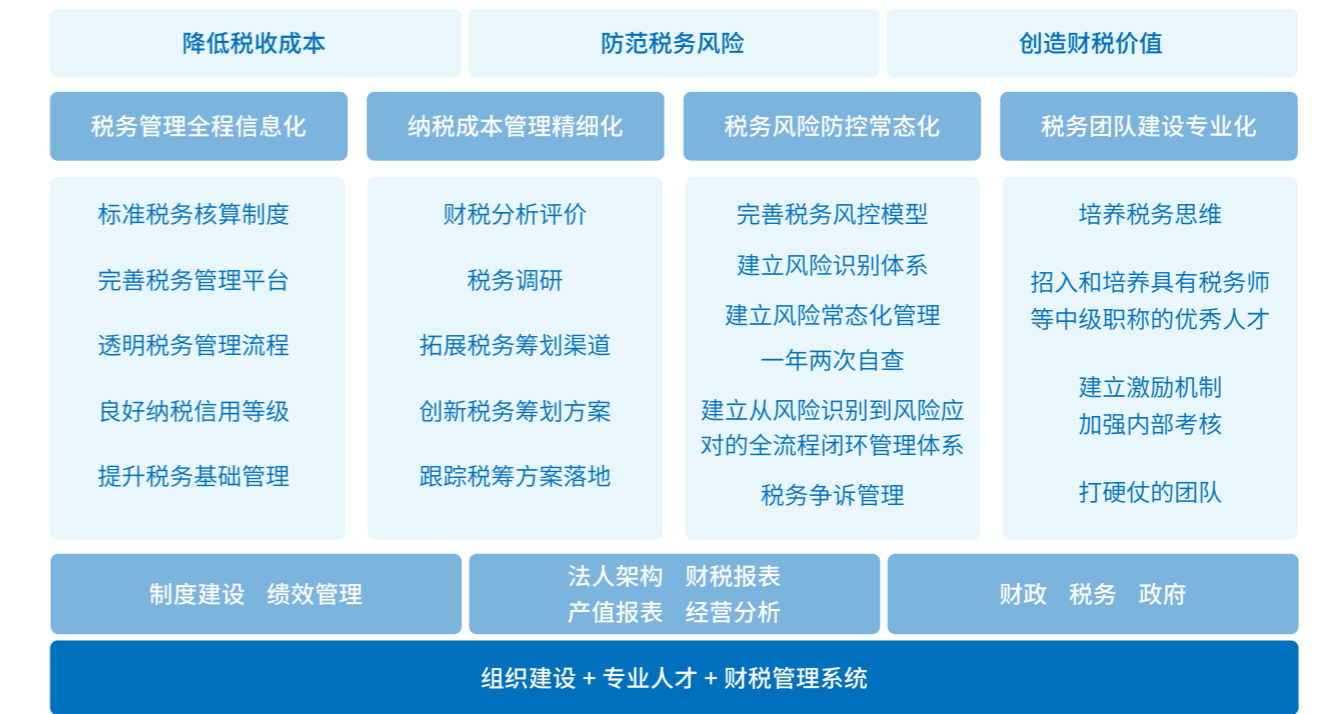 降低税收成本
防范税务风险
创造财税价值
税务管理全程信息化
纳税成本管理精细化
税务风险防控常态化
税务团队建设专业化
标准税务核算制度
完善税务管理平台
透明税务管理流程
良好纳税信用等级
提升税务基础管理
财税分析评价
税务调研
拓展税务筹划渠道
创新税务筹划方案
跟踪税筹方案落地
完善税务风控模型
建立风险识别体系
建立风险常态化管理
一年两次自查
建立从风险识别到风险应
对的全流程闭环管理体系
税务争诉管理
培养税务思维
招入和培养具有税务师
等中级职称的优秀人才
建立激励机制
加强内部考核
打硬仗的团队
制度建设 绩效管理
法人架构 财税报表
产值报表 经营分析
财政 税务 政府
组织建设 + 专业人才 + 财税管理系统